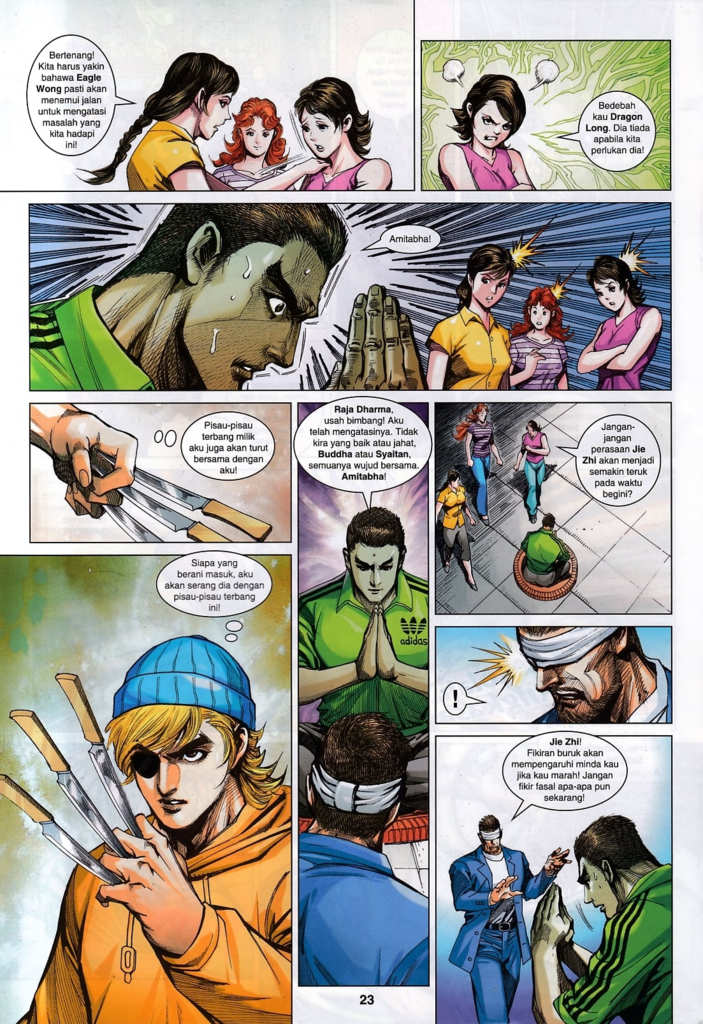 Bertenang!
Kita harus yakin
bahawa Eagle
Wong pasti akan
menemui jalan
untuk mengatasi
masalah yang
kita hadapi
ini!
Bedebah
kau Dragon
Long. Dia tiada
apabila kita
perlukan dia!
Amitabha!
Pisau-pisau
terbang milik
aku juga akan turut
bersama dengan
aku!
Raja Dharma,
usah bimbang! Aku
telah mengatasinya. Tidak
kira yang baik atau jahat,
Buddha atau Syaitan,
semuanya wujud bersama.
Amitabha!
adidas
Jangan-
jangan
perasaan Jie
Zhi akan menjadi
semakin teruk
pada waktu
begini?
Siapa yang
berani masuk, aku
akan serang dia dengan
pisau-pisau terbang
ini!
!
Jie Zhi!
Fikiran buruk akan
mempengaruhi minda kau
jika kau marah! Jangan
fikir fasal apa-apa pun
sekarang!
23